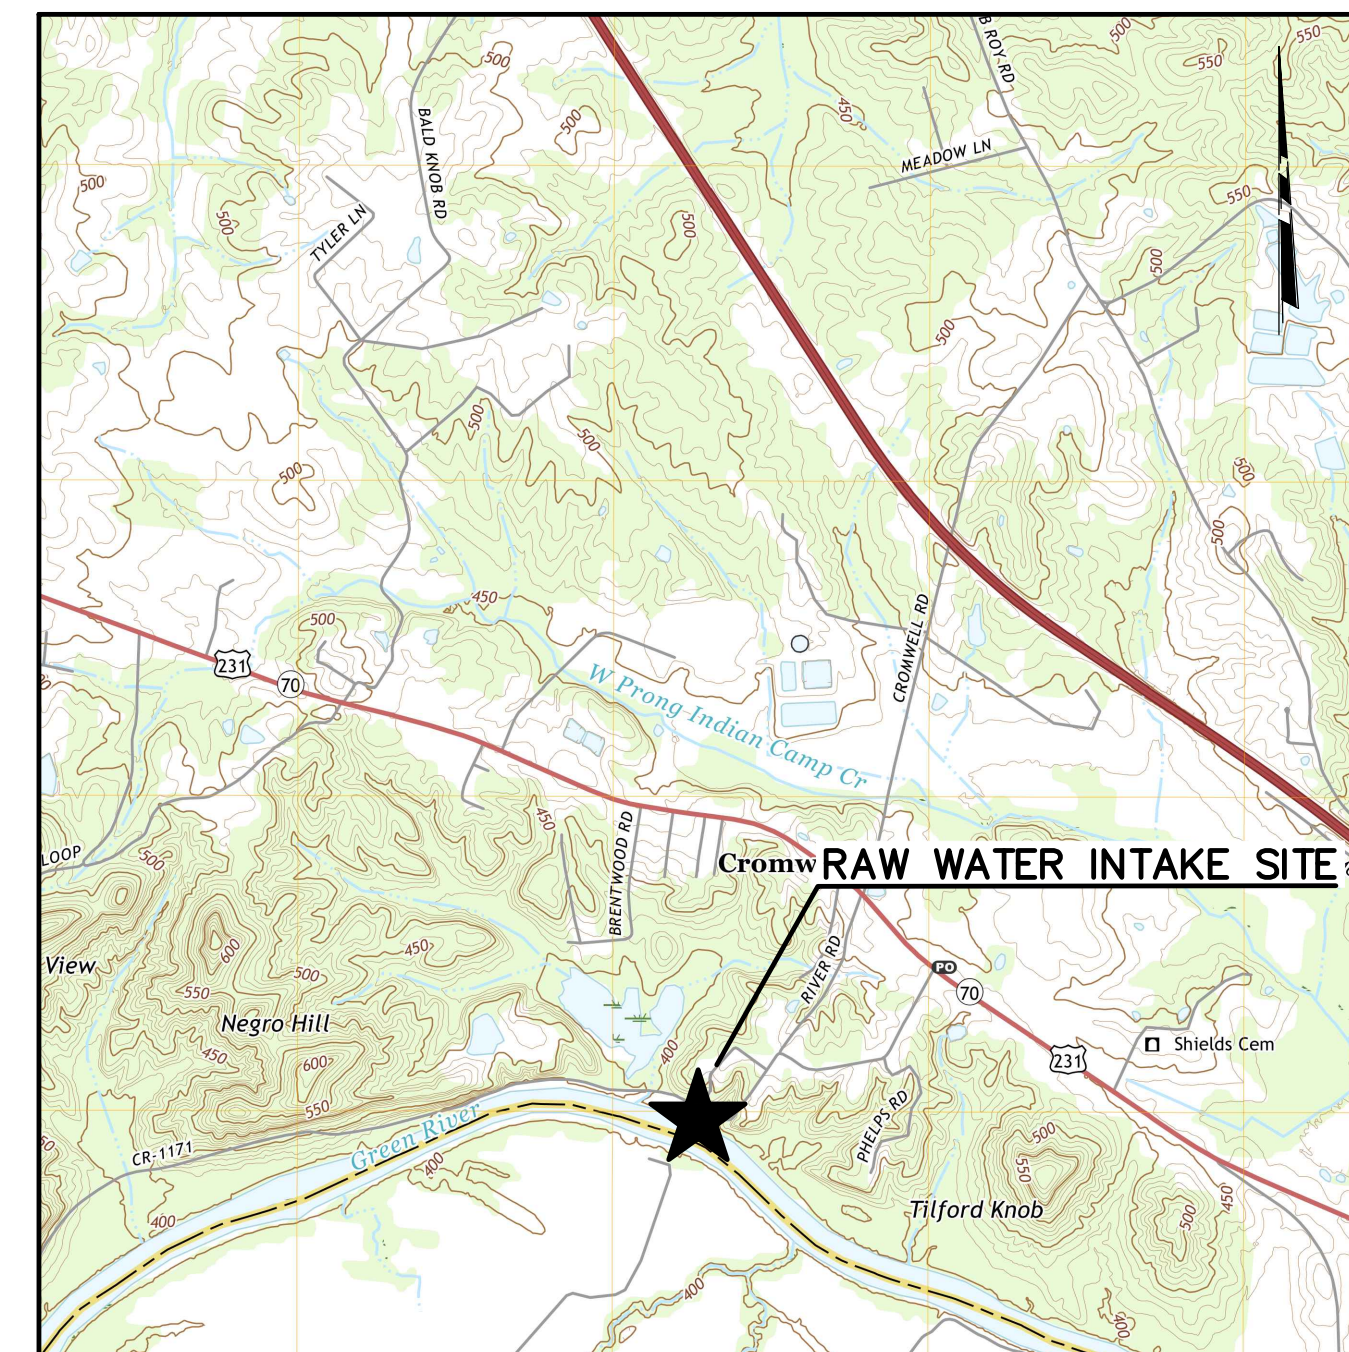 B ROY RD
500
550
500
550
BALD KNOB RD
500
450
500
MEADOW LN
500
TYLER LN
500
500
550
500
500
500
500
500
500
500
450
500
CROMWELL RD
231
70
W Prong Indian Camp Cr
450
BRENTWOOD RD
LOOP
500
Cromw
RAW WATER INTAKE SITE
600
450
View
500
550
RIVER RD
PO
70
Negro Hill
450
600
400
231
Shields Cem
550
Green River
CR-1171
400
PHELPS RD
500
550
Tilford Knob
450
500
400
400
400